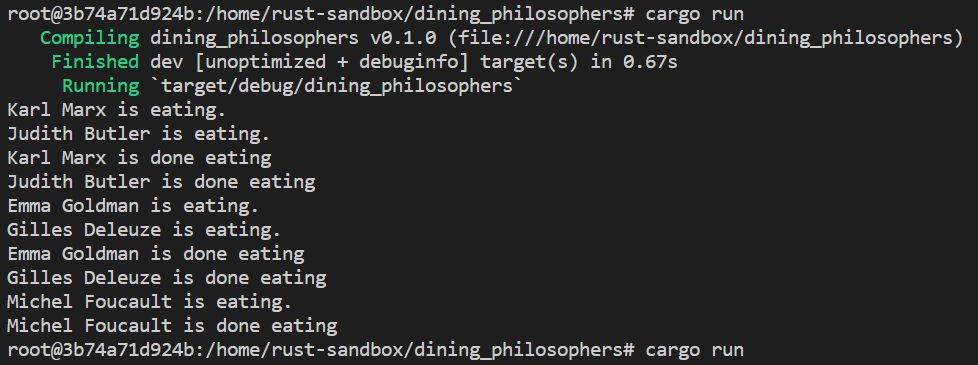 root@3b74a71d924b:/home/rust-sandbox/dining_philosophers# cargo run
Compiling dining_philosophers v0.1.0 (file:///home/rust-sandbox/dining_philosophers)
Finished dev [unoptimized + debuginfo] target(s) in 0.67s
Running `target/debug/dining_philosophers`
Karl Marx is eating.
Judith Butler is eating.
Karl Marx is done eating
Judith Butler is done eating
Emma Goldman is eating.
Gilles Deleuze is eating.
Emma Goldman is done eating
Gilles Deleuze is done eating
Michel Foucault is eating.
Michel Foucault is done eating
root@3b74a71d924b:/home/rust-sandbox/dining_philosophers# cargo run